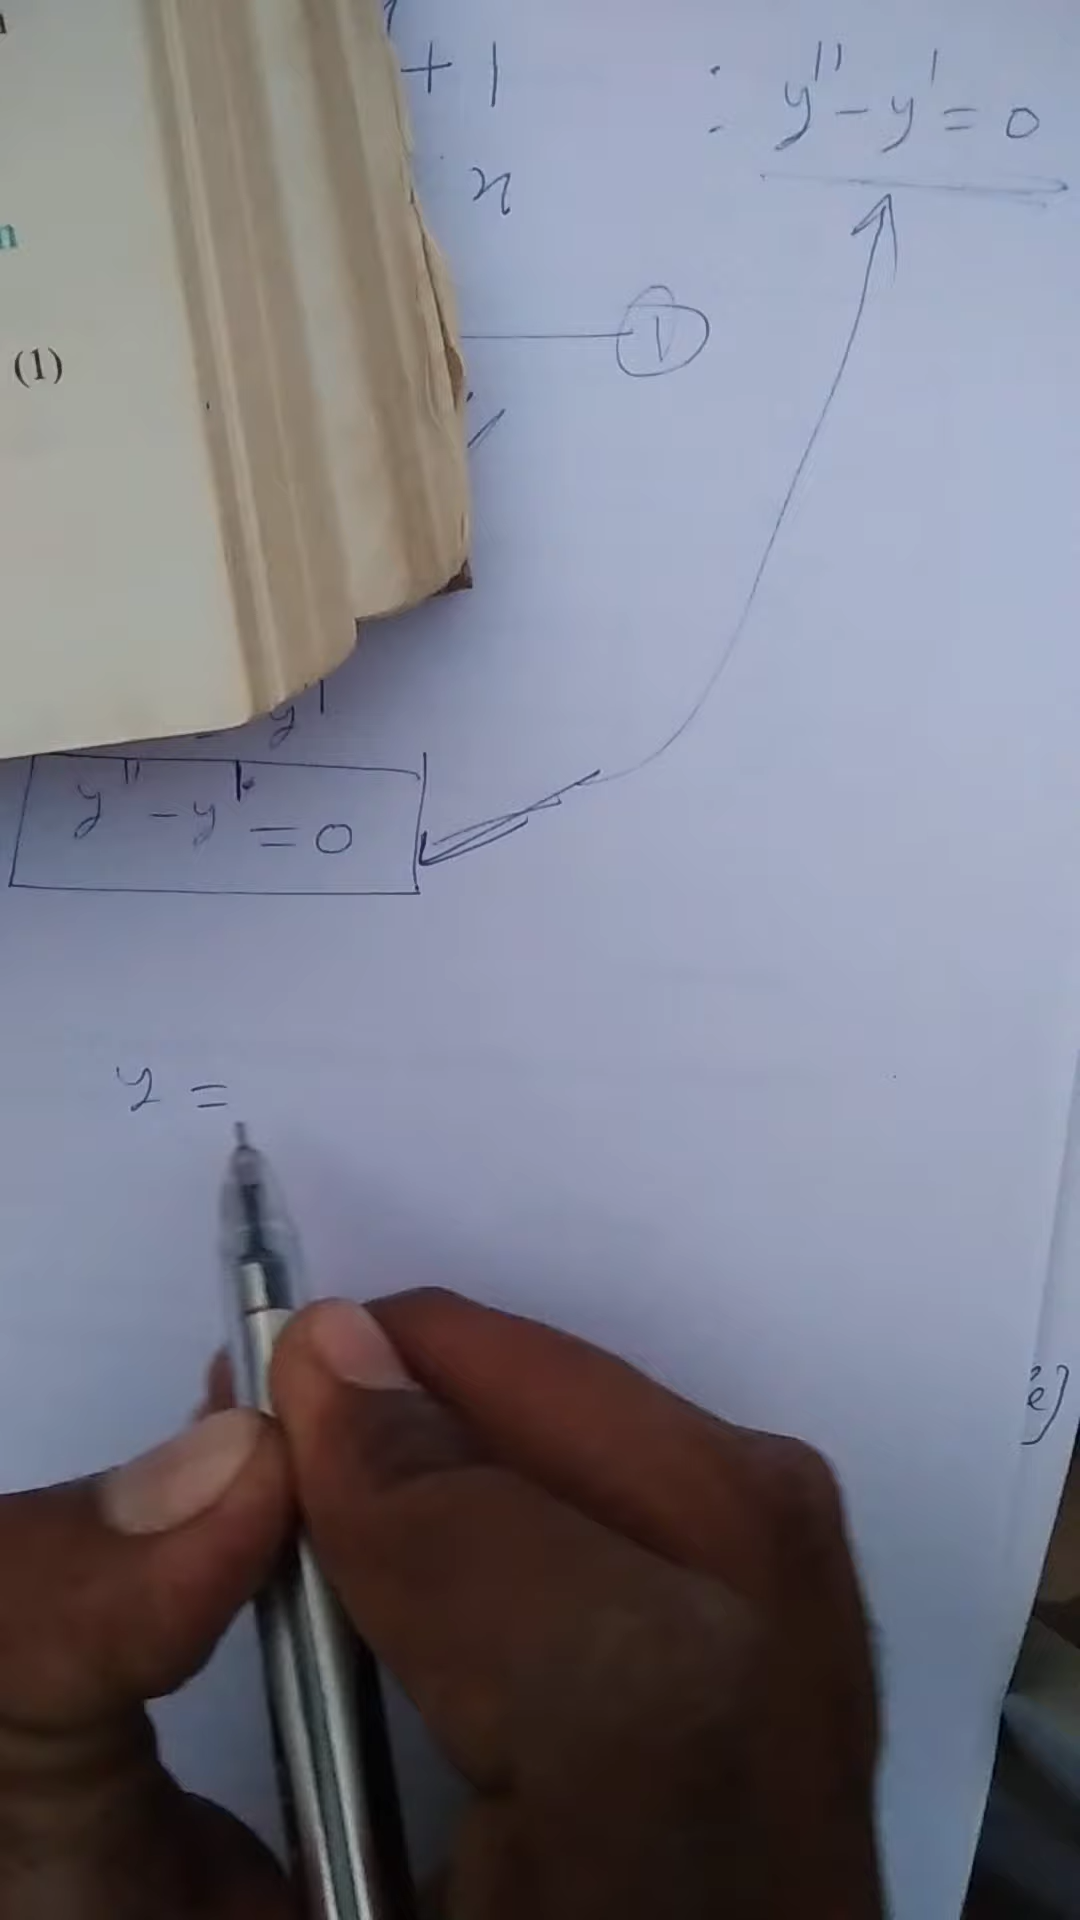 + 1 : y'' - y' = 0
n
x
(1)
1
y'
y'' - y' = 0
y =
e)